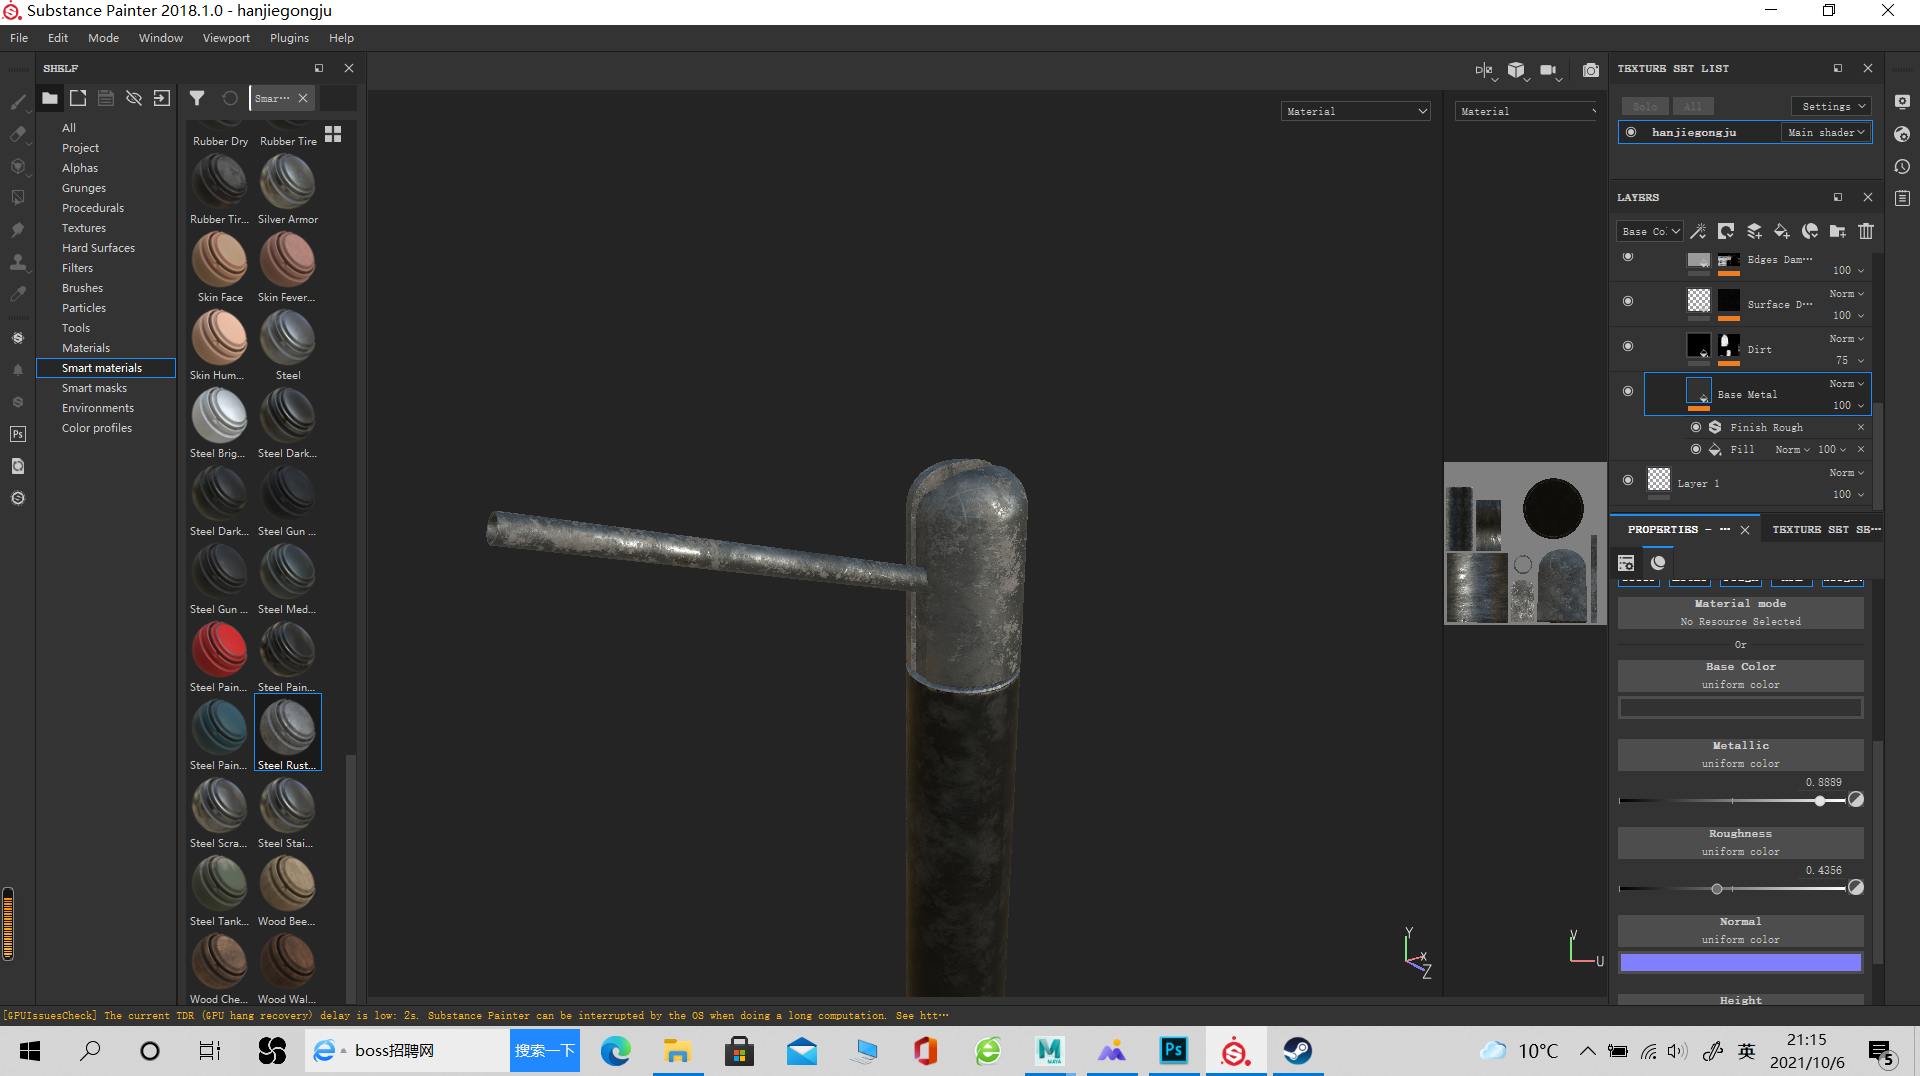 Substance Painter 2018.1.0 - hanjiegongju
File Edit Mode Window Viewport Plugins Help
SHELF
Smar···
All
Project
Alphas
Grunges
Procedurals
Textures
Hard Surfaces
Filters
Brushes
Particles
Tools
Materials
Smart materials
Smart masks
Environments
Color profiles
Rubber Dry Rubber Tire
Rubber Tir... Silver Armor
Skin Face Skin Fever...
Skin Hum... Steel
Steel Brig... Steel Dark...
Steel Dark... Steel Gun ...
Steel Gun ... Steel Med...
Steel Pain... Steel Pain...
Steel Pain... Steel Rust...
Steel Scra... Steel Stai...
Steel Tank... Wood Bee...
Wood Che... Wood Wal...
Material
Material
Y
X
Z
V
U
TEXTURE SET LIST
Solo All Settings
hanjiegongju Main shader
LAYERS
Base Co
Edges Dam···
100
Norm
Surface D···
100
Norm
Dirt
75
Norm
Base Metal
100
Finish Rough
Fill Norm 100
Norm
Layer 1
100
PROPERTIES - ··· TEXTURE SET SE···
Material mode
No Resource Selected
Or
Base Color
uniform color
Metallic
uniform color
0.8889
Roughness
uniform color
0.4356
Normal
uniform color
Height
[GPUIssuesCheck] The current TDR (GPU hang recovery) delay is low: 2s. Substance Painter can be interrupted by the OS when doing a long computation. See htt···
boss招聘网
搜索一下
Ps
Ps
MAYA
10°C
英
21:15
2021/10/6
5